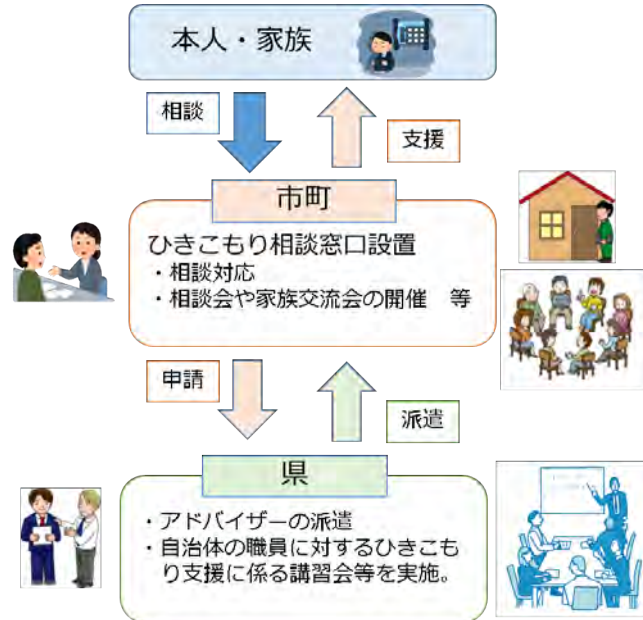 本人・家族
相談
支援
市町
ひきこもり相談窓口設置
・相談対応
・相談会や家族交流会の開催　等
申請
派遣
県
・アドバイザーの派遣
・自治体の職員に対するひきこも
り支援に係る講習会等を実施。